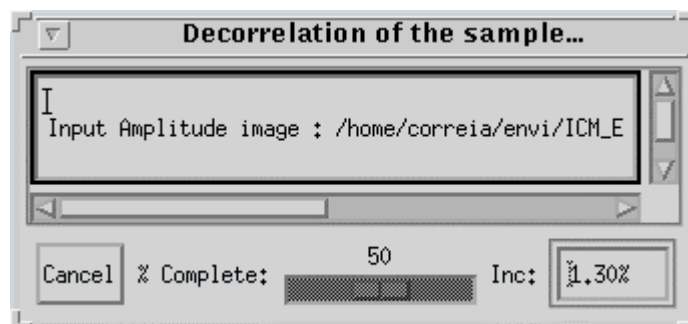 Decorrelation of the sample...
Input Amplitude image : /home/correia/envi/ICM_E
50
Cancel % Complete: Inc: 1.30%